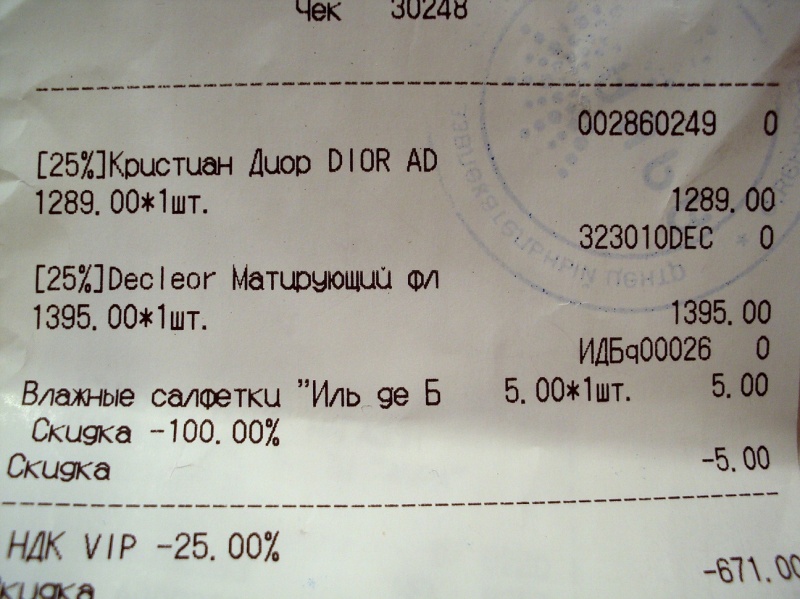 Чек 30248
002860249 0
[25%]Кристиан Диор DIOR AD
1289.00*1шт. 1289.00
323010DEC 0
[25%]Decleor Матирующий фл
1395.00*1шт. 1395.00
ИДБq00026 0
Влажные салфетки "Иль де Б 5.00*1шт. 5.00
Скидка -100.00%
Скидка -5.00
НДК VIP -25.00%
Скидка -671.00